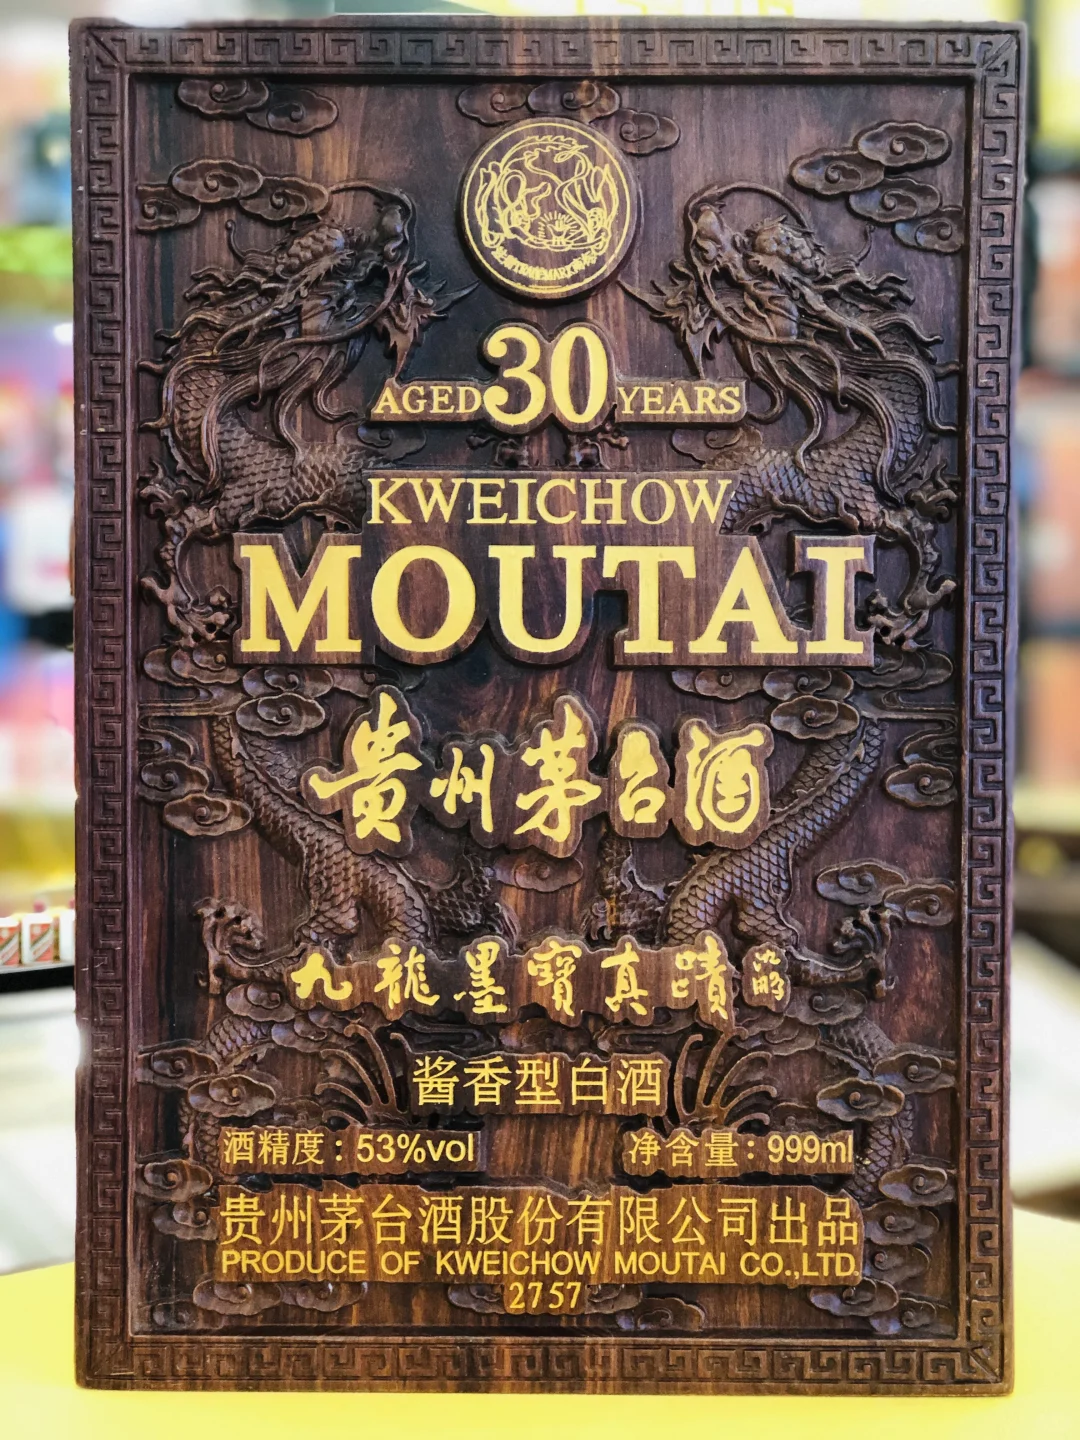 TRADE MARK
AGED 30 YEARS
KWEICHOW
MOUTAI
贵州茅台酒
九龍墨寶真蹟
酱香型白酒
酒精度：53%vol 净含量：999ml
贵州茅台酒股份有限公司出品
PRODUCE OF KWEICHOW MOUTAI CO.,LTD.
2757